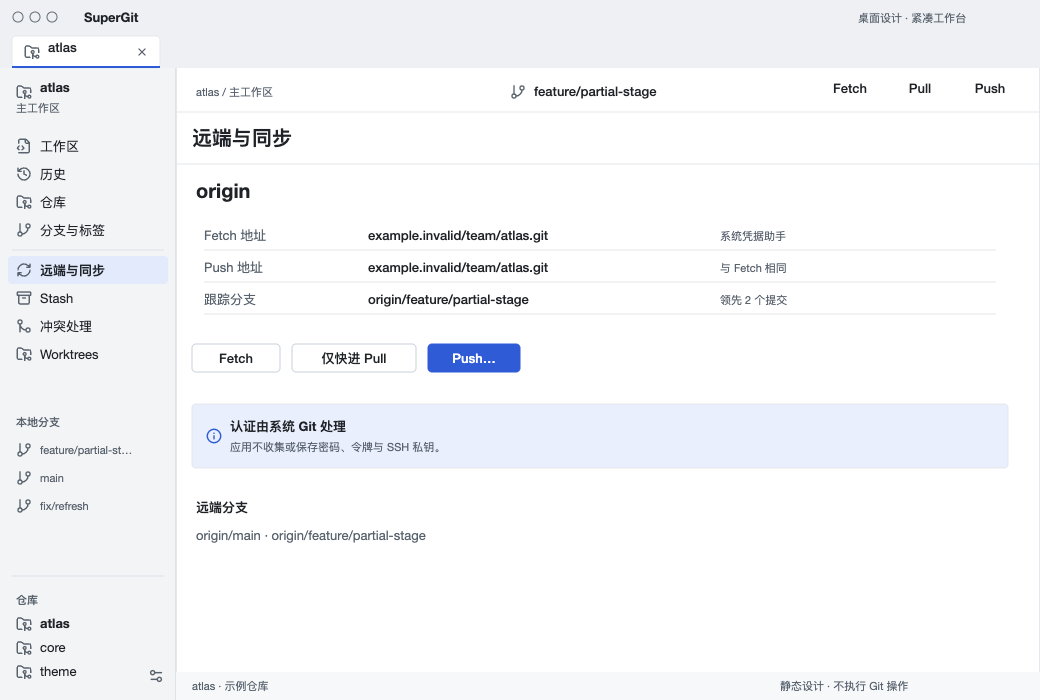 SuperGit
桌面设计 · 紧凑工作台
atlas
atlas
主工作区
工作区
历史
仓库
分支与标签
远端与同步
Stash
冲突处理
Worktrees
本地分支
feature/partial-st…
main
fix/refresh
仓库
atlas
core
theme
atlas / 主工作区
feature/partial-stage
Fetch
Pull
Push
远端与同步
origin
Fetch 地址 example.invalid/team/atlas.git 系统凭据助手
Push 地址 example.invalid/team/atlas.git 与 Fetch 相同
跟踪分支 origin/feature/partial-stage 领先 2 个提交
Fetch
仅快进 Pull
Push…
认证由系统 Git 处理
应用不收集或保存密码、令牌与 SSH 私钥。
远端分支
origin/main · origin/feature/partial-stage
atlas · 示例仓库
静态设计 · 不执行 Git 操作